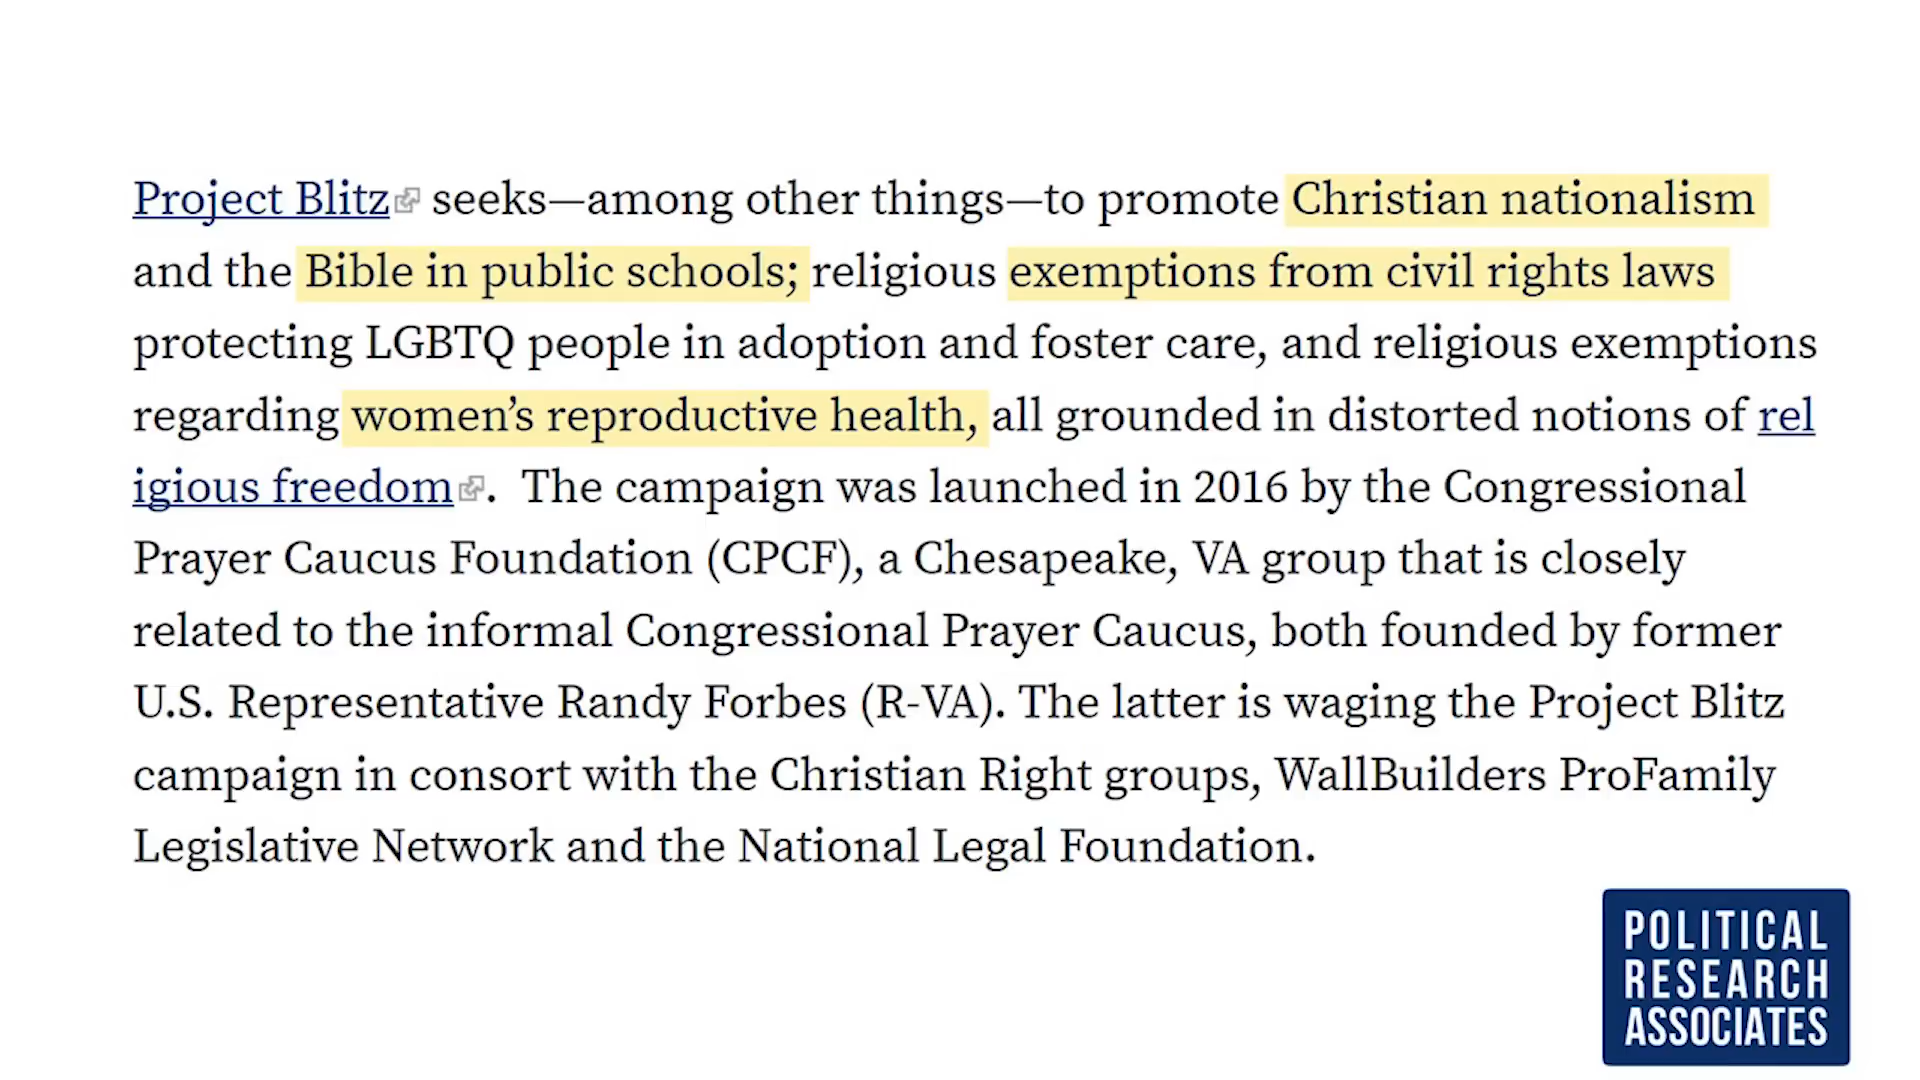 Project Blitz seeks—among other things—to promote Christian nationalism
and the Bible in public schools; religious exemptions from civil rights laws
protecting LGBTQ people in adoption and foster care, and religious exemptions
regarding women’s reproductive health, all grounded in distorted notions of rel
igious freedom.  The campaign was launched in 2016 by the Congressional
Prayer Caucus Foundation (CPCF), a Chesapeake, VA group that is closely
related to the informal Congressional Prayer Caucus, both founded by former
U.S. Representative Randy Forbes (R-VA). The latter is waging the Project Blitz
campaign in consort with the Christian Right groups, WallBuilders ProFamily
Legislative Network and the National Legal Foundation.
POLITICAL
RESEARCH
ASSOCIATES